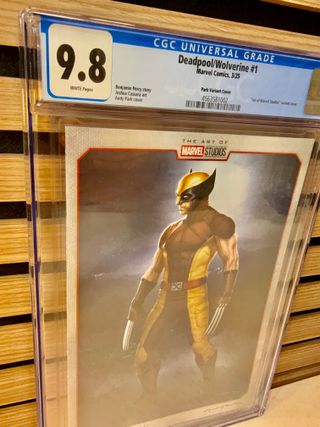 CGC UNIVERSAL GRADE
9.8
WHITE Pages
Deadpool/Wolverine #1
Marvel Comics, 3/25
Park Variant Cover
Benjamin Percy story
Joshua Cassara art
Andy Park cover
"Art of Marvel Studios" variant cover.
4563581002
THE ART OF
MARVEL STUDIOS